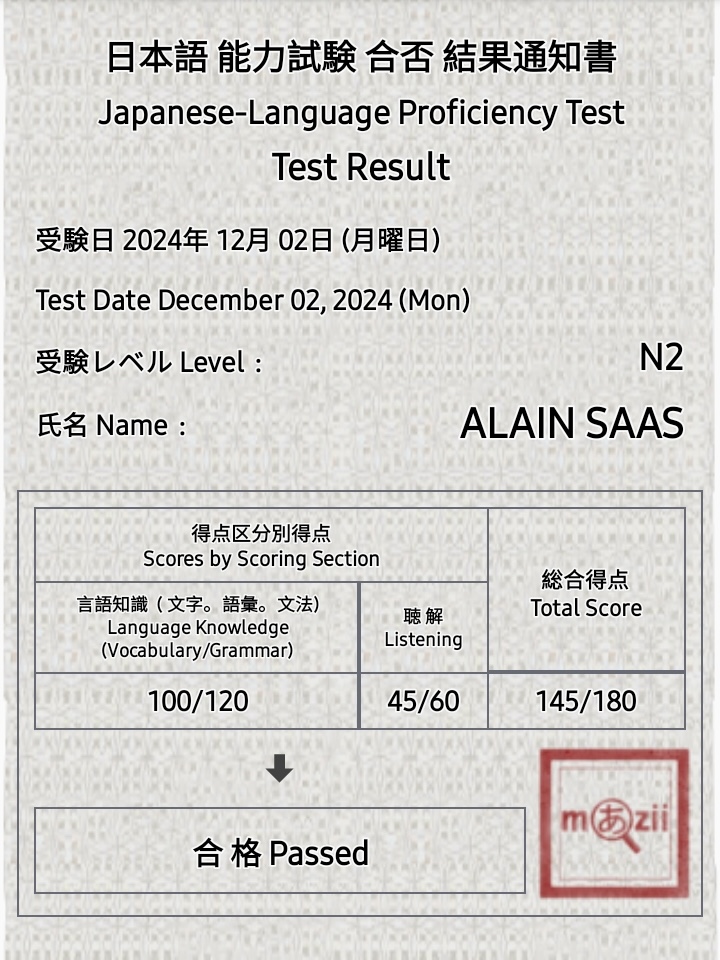 日本語 能力試験 合否 結果通知書
Japanese-Language Proficiency Test
Test Result
受験日 2024年 12月 02日 (月曜日)
Test Date December 02, 2024 (Mon)
受験レベル Level : N2
氏名 Name : ALAIN SAAS
得点区分別得点
Scores by Scoring Section
総合得点
Total Score
言語知識 ( 文字。語彙。文法)
Language Knowledge
(Vocabulary/Grammar)
聴 解
Listening
100/120 45/60 145/180
合 格 Passed
mあzii